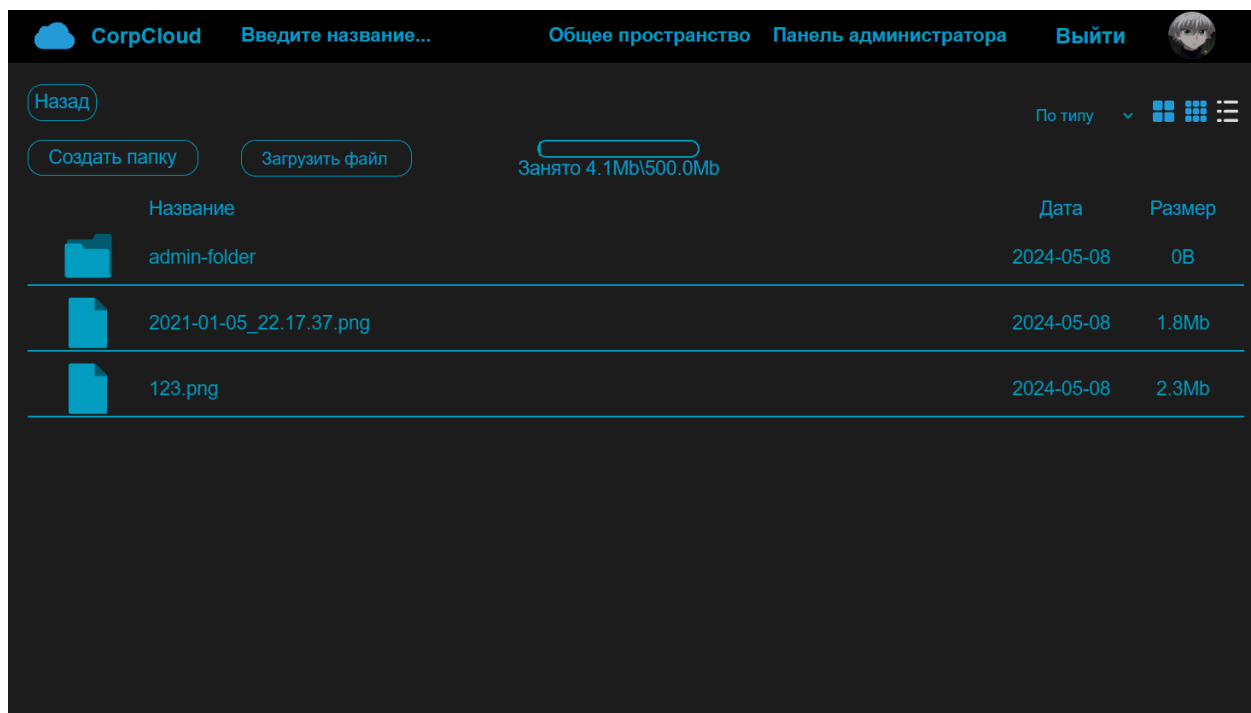 CorpCloud Введите название... Общее пространство Панель администратора Выйти
Назад
По типу
Создать папку Загрузить файл
Занято 4.1Mb\500.0Mb
Название Дата Размер
admin-folder 2024-05-08 0B
2021-01-05_22.17.37.png 2024-05-08 1.8Mb
123.png 2024-05-08 2.3Mb